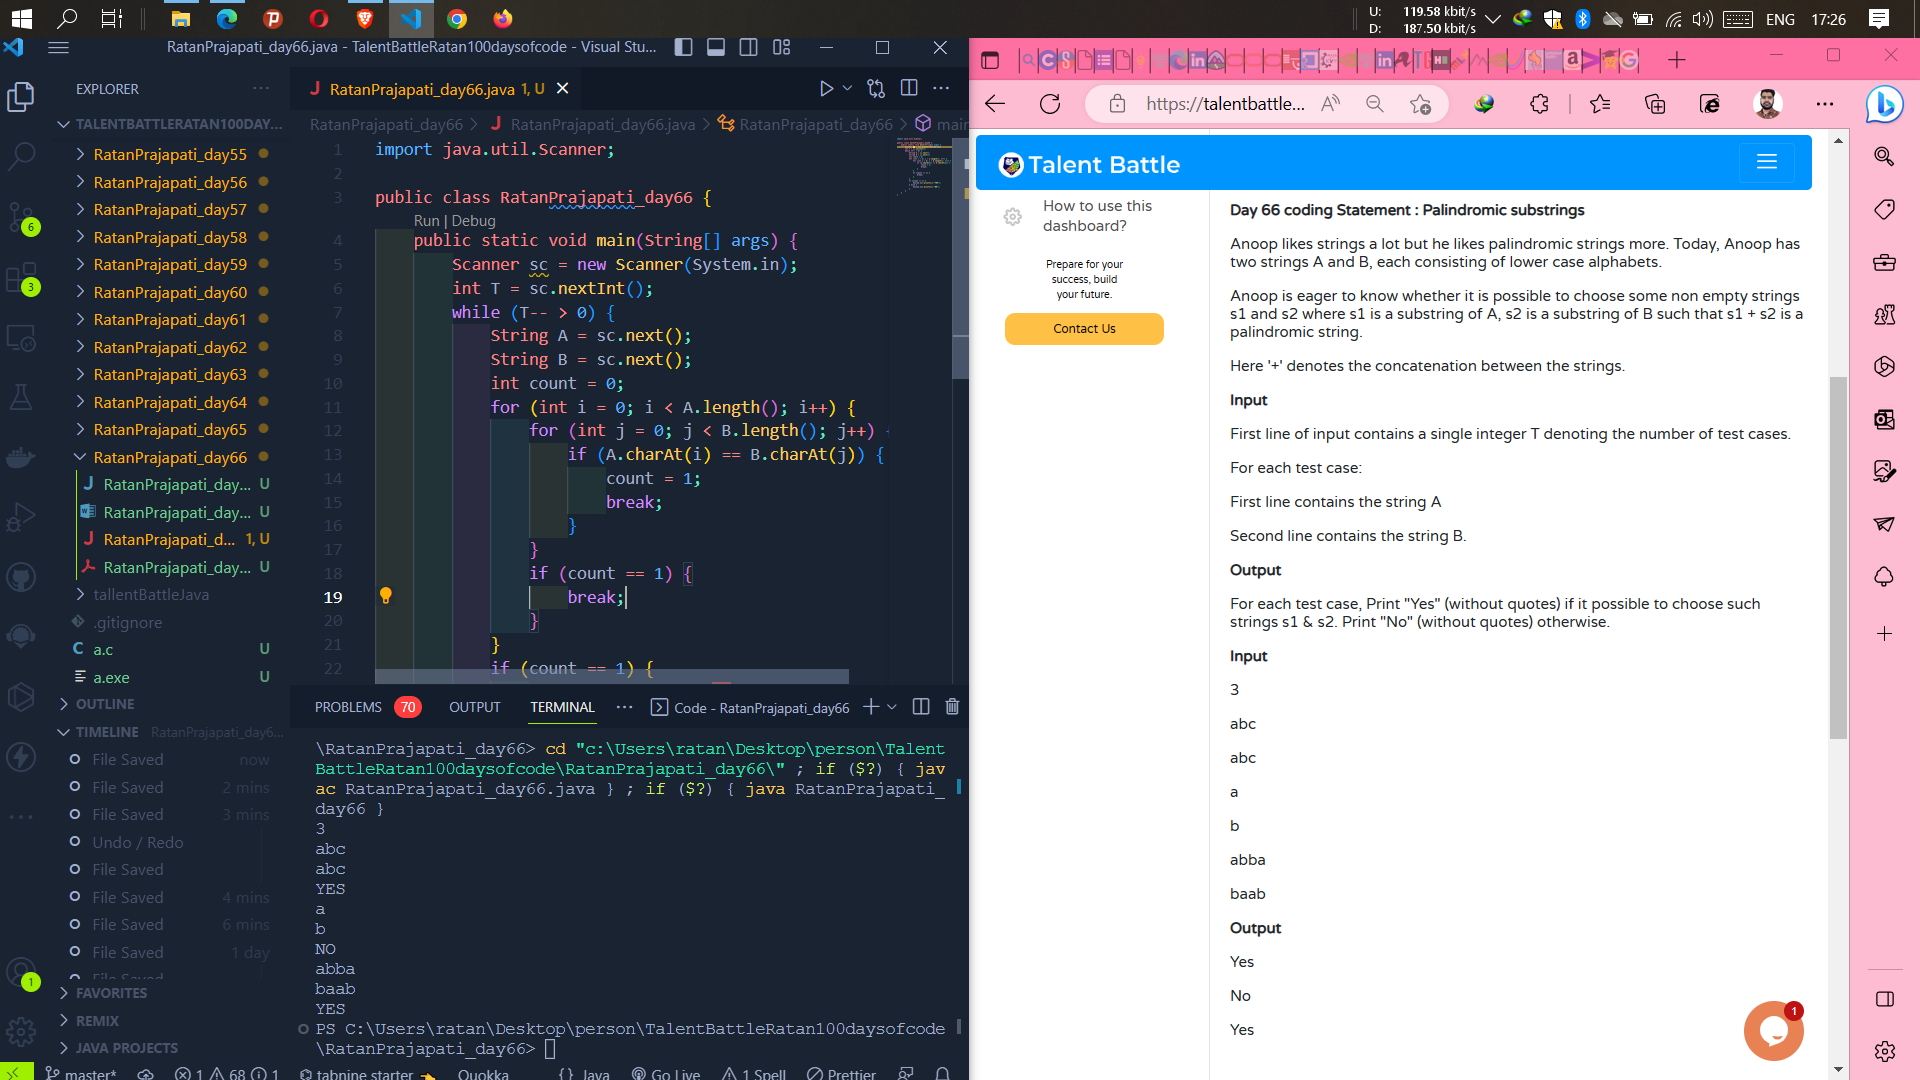 U: 119.58 kbit/s
D: 187.50 kbit/s
ENG 17:26
RatanPrajapati_day66.java - TalentBattleRatan100daysofcode - Visual Stu...
EXPLORER
TALENTBATTLERATAN100DAY...
RatanPrajapati_day55
RatanPrajapati_day56
RatanPrajapati_day57
RatanPrajapati_day58
RatanPrajapati_day59
RatanPrajapati_day60
RatanPrajapati_day61
RatanPrajapati_day62
RatanPrajapati_day63
RatanPrajapati_day64
RatanPrajapati_day65
RatanPrajapati_day66
RatanPrajapati_day... U
RatanPrajapati_day... U
RatanPrajapati_d... 1, U
RatanPrajapati_day... U
tallentBattleJava
.gitignore
a.c U
a.exe U
OUTLINE
TIMELINE RatanPrajapati_day6...
File Saved now
File Saved 2 mins
File Saved 3 mins
Undo / Redo
File Saved
File Saved 4 mins
File Saved 6 mins
File Saved 1 day
File Saved
FAVORITES
REMIX
JAVA PROJECTS
6
3
1
RatanPrajapati_day66.java 1, U
RatanPrajapati_day66 > RatanPrajapati_day66.java > RatanPrajapati_day66 > main
1 import java.util.Scanner;
2
3 public class RatanPrajapati_day66 {
Run | Debug
4 public static void main(String[] args) {
5 Scanner sc = new Scanner(System.in);
6 int T = sc.nextInt();
7 while (T-- > 0) {
8 String A = sc.next();
9 String B = sc.next();
10 int count = 0;
11 for (int i = 0; i < A.length(); i++) {
12 for (int j = 0; j < B.length(); j++) {
13 if (A.charAt(i) == B.charAt(j)) {
14 count = 1;
15 break;
16 }
17 }
18 if (count == 1) {
19 break;
20 }
21 }
22 if (count == 1) {
PROBLEMS 70 OUTPUT TERMINAL ... Code - RatanPrajapati_day66
\RatanPrajapati_day66> cd "c:\Users\ratan\Desktop\person\Talent
BattleRatan100daysofcode\RatanPrajapati_day66\" ; if ($?) { jav
ac RatanPrajapati_day66.java } ; if ($?) { java RatanPrajapati_
day66 }
3
abc
abc
YES
a
b
NO
abba
baab
YES
PS C:\Users\ratan\Desktop\person\TalentBattleRatan100daysofcode
\RatanPrajapati_day66>
master* 1 68 1 tabnine starter Quokka {} Java Go Live 1 Spell Prettier
https://talentbattle...
Talent Battle
How to use this
dashboard?
Prepare for your
success, build
your future.
Contact Us
Day 66 coding Statement : Palindromic substrings
Anoop likes strings a lot but he likes palindromic strings more. Today, Anoop has
two strings A and B, each consisting of lower case alphabets.
Anoop is eager to know whether it is possible to choose some non empty strings
s1 and s2 where s1 is a substring of A, s2 is a substring of B such that s1 + s2 is a
palindromic string.
Here '+' denotes the concatenation between the strings.
Input
First line of input contains a single integer T denoting the number of test cases.
For each test case:
First line contains the string A
Second line contains the string B.
Output
For each test case, Print "Yes" (without quotes) if it possible to choose such
strings s1 & s2. Print "No" (without quotes) otherwise.
Input
3
abc
abc
a
b
abba
baab
Output
Yes
No
Yes
1